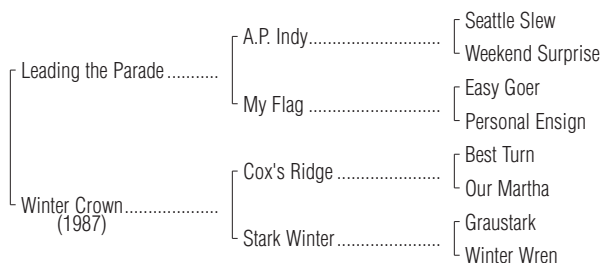 Seattle Slew
A.P. Indy
Weekend Surprise
Leading the Parade
Easy Goer
My Flag
Personal Ensign
Best Turn
Cox's Ridge
Our Martha
Winter Crown
(1987)
Graustark
Stark Winter
Winter Wren